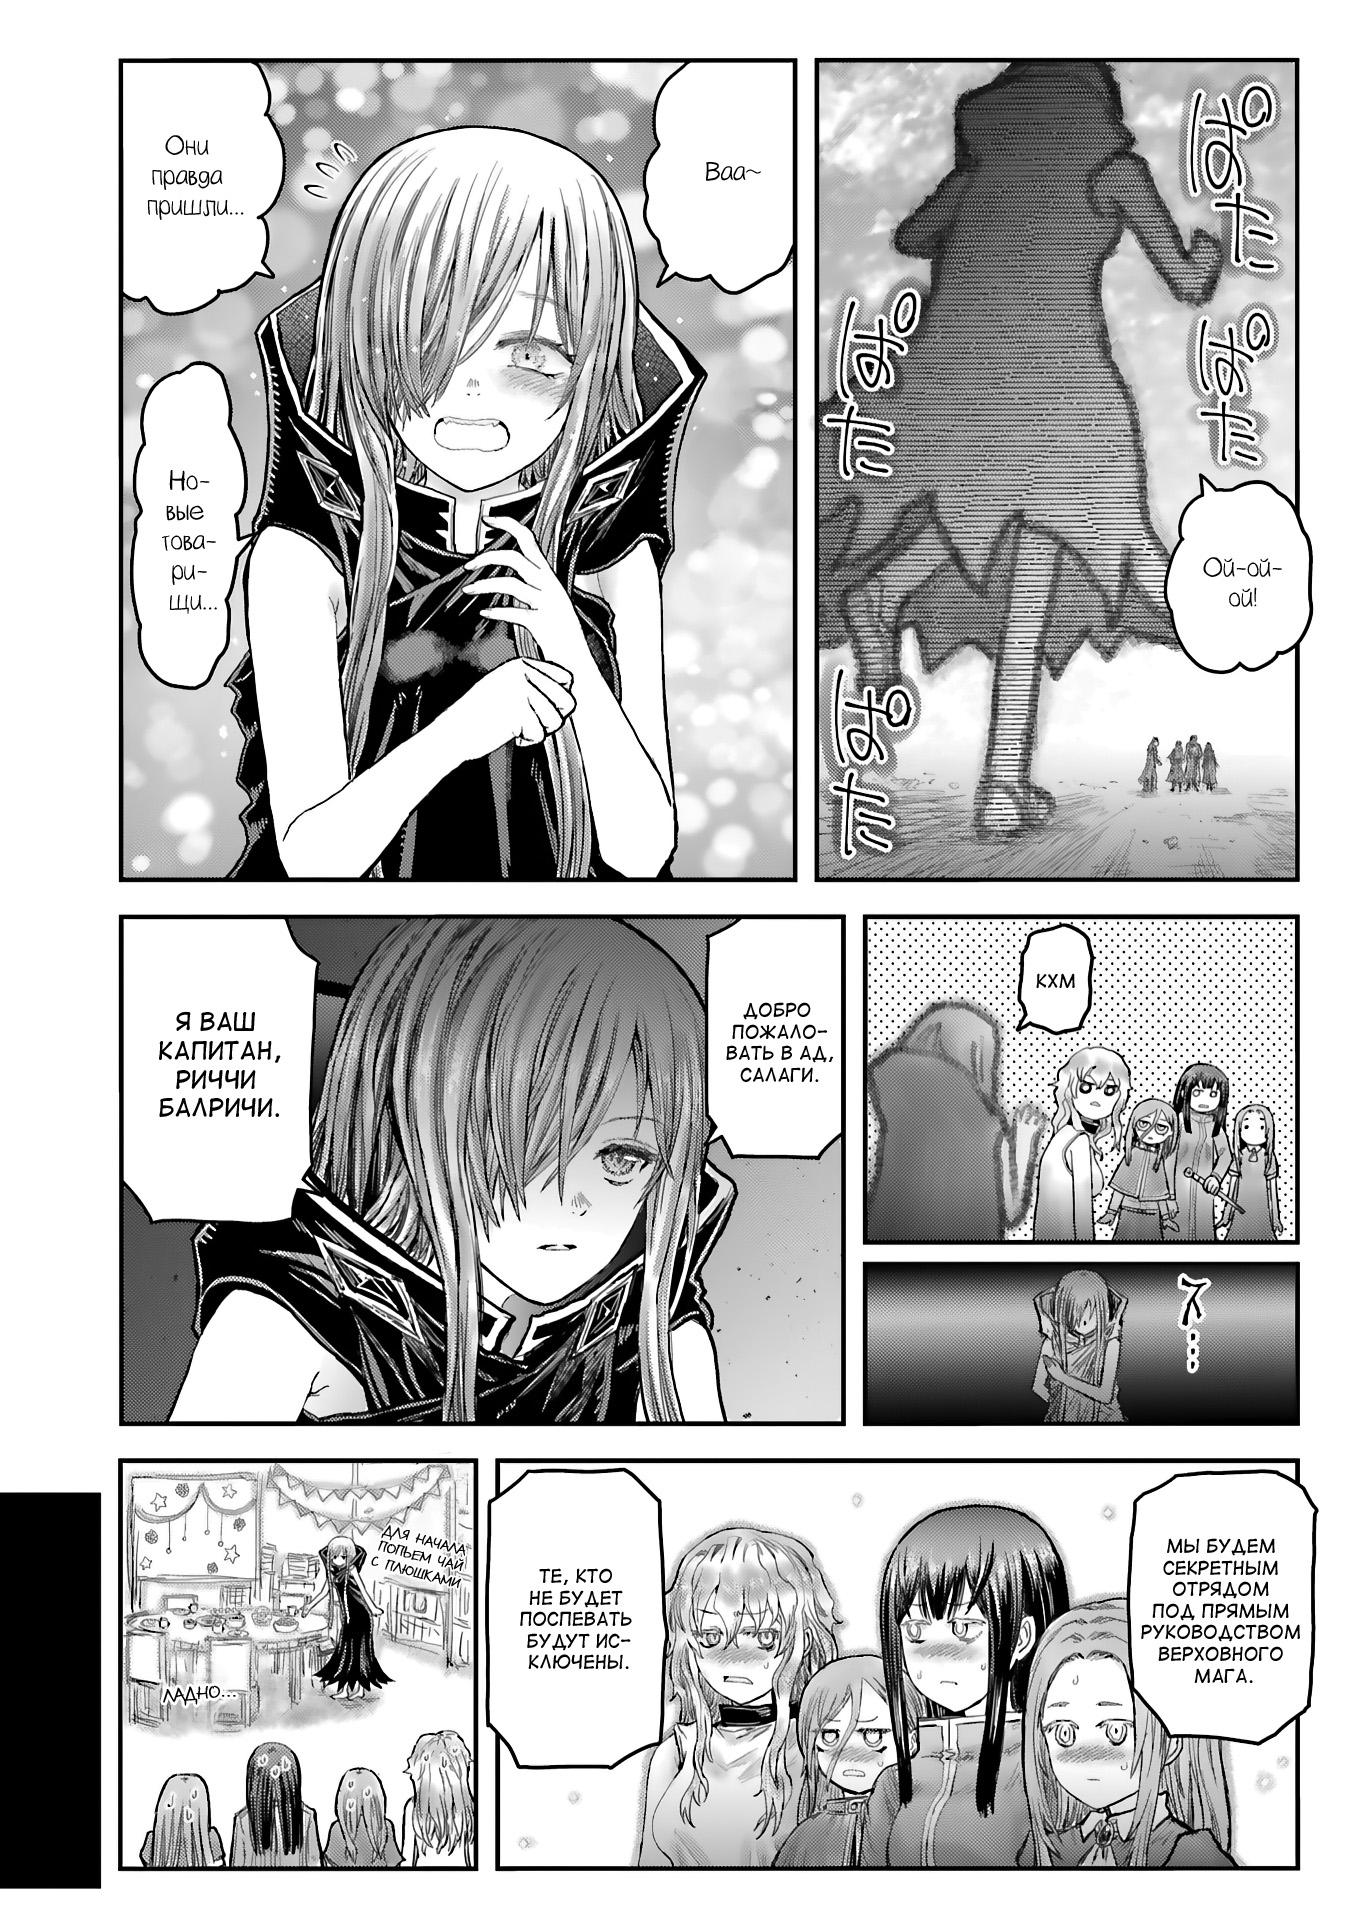 ぱた
ぱた
ぱた
ぱた
Ой-ой-
ой!
Ваа~
Они
правда
пришли...
Но-
вые
това-
ри-
щи...
КХМ
ス…
ДОБРО
ПОЖАЛО-
ВАТЬ В АД,
САЛАГИ.
Я ВАШ
КАПИТАН,
РИЧЧИ
БАЛРИЧИ.
МЫ БУДЕМ
СЕКРЕТНЫМ
ОТРЯДОМ
ПОД ПРЯМЫМ
РУКОВОДСТВОМ
ВЕРХОВНОГО
МАГА.
ТЕ, КТО
НЕ БУДЕТ
ПОСПЕВАТЬ
БУДУТ ИС-
КЛЮЧЕНЫ.
ДЛЯ НАЧАЛА
ПОПЬЕМ ЧАЙ
С ПЛЮШКАМИ
ЛАДНО...